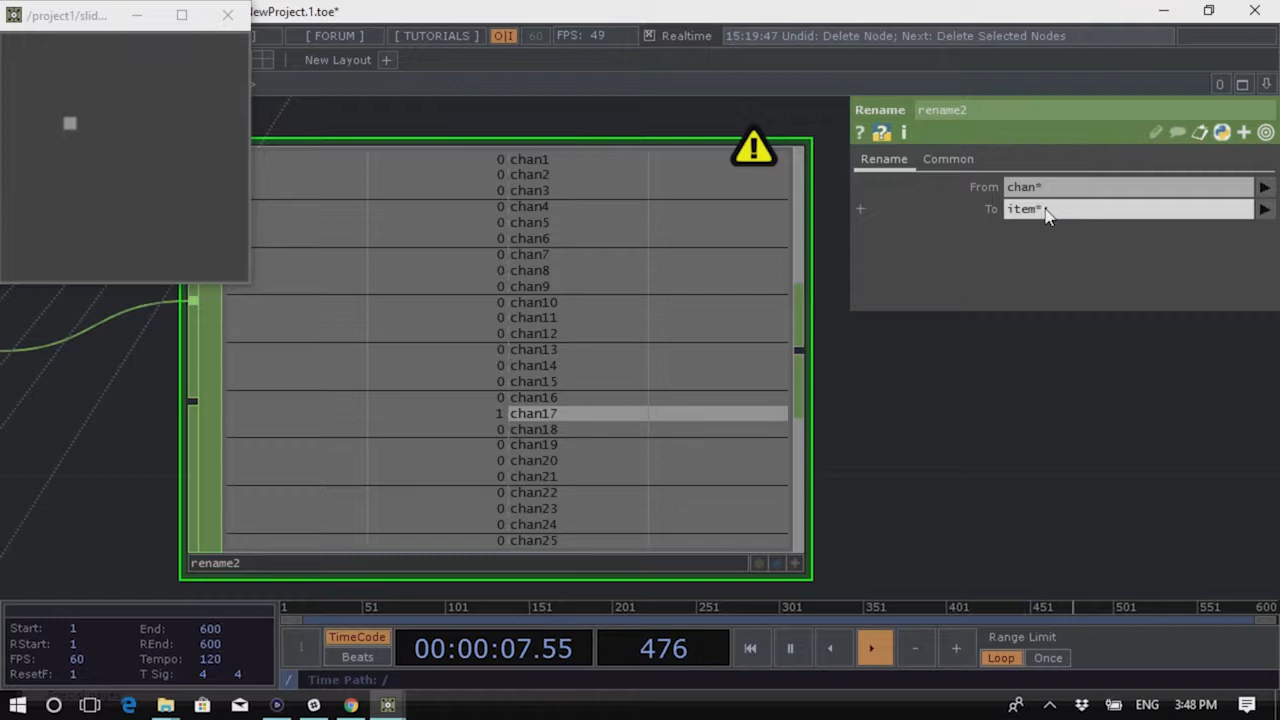 /project1/slid...
lewProject.1.toe*
]
[ FORUM ]
[ TUTORIALS ]
O|I
60
FPS: 49
Realtime
15:19:47 Undid: Delete Node; Next: Delete Selected Nodes
New Layout +
>
0
Rename rename2
? ? i
Rename Common
From chan*
+ To item*
0 chan1
0 chan2
0 chan3
0 chan4
0 chan5
0 chan6
0 chan7
0 chan8
0 chan9
0 chan10
0 chan11
0 chan12
0 chan13
0 chan14
0 chan15
0 chan16
1 chan17
0 chan18
0 chan19
0 chan20
0 chan21
0 chan22
0 chan23
0 chan24
0 chan25
rename2
1 51 101 151 201 251 301 351 401 451 501 551 600
Start: 1 End: 600
RStart: 1 REnd: 600
FPS: 60 Tempo: 120
ResetF: 1 T Sig: 4 4
TimeCode
Beats
00:00:07.55
476
- +
Range Limit
Loop Once
/ Time Path: /
ENG 3:48 PM